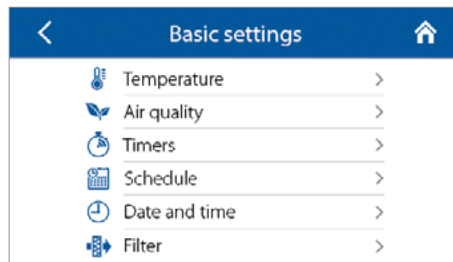 Basic settings
Temperature
Air quality
Timers
Schedule
Date and time
Filter